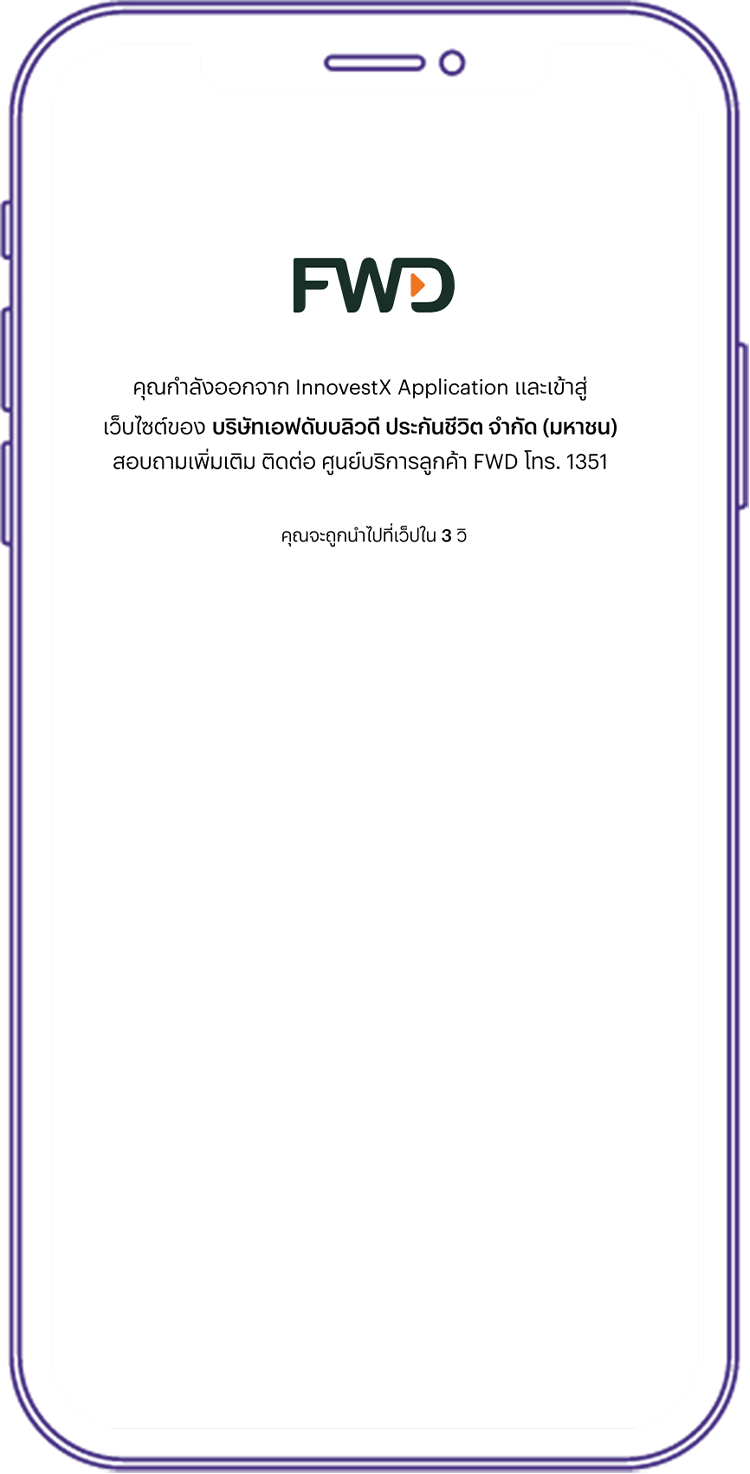 FWD
คุณกำลังออกจาก InnovestX Application และเข้าสู่
เว็บไซต์ของ บริษัทเอฟดับบลิวดี ประกันชีวิต จำกัด (มหาชน)
สอบถามเพิ่มเติม ติดต่อ ศูนย์บริการลูกค้า FWD โทร. 1351
คุณจะถูกนำไปที่เว็ปใน 3 วิ